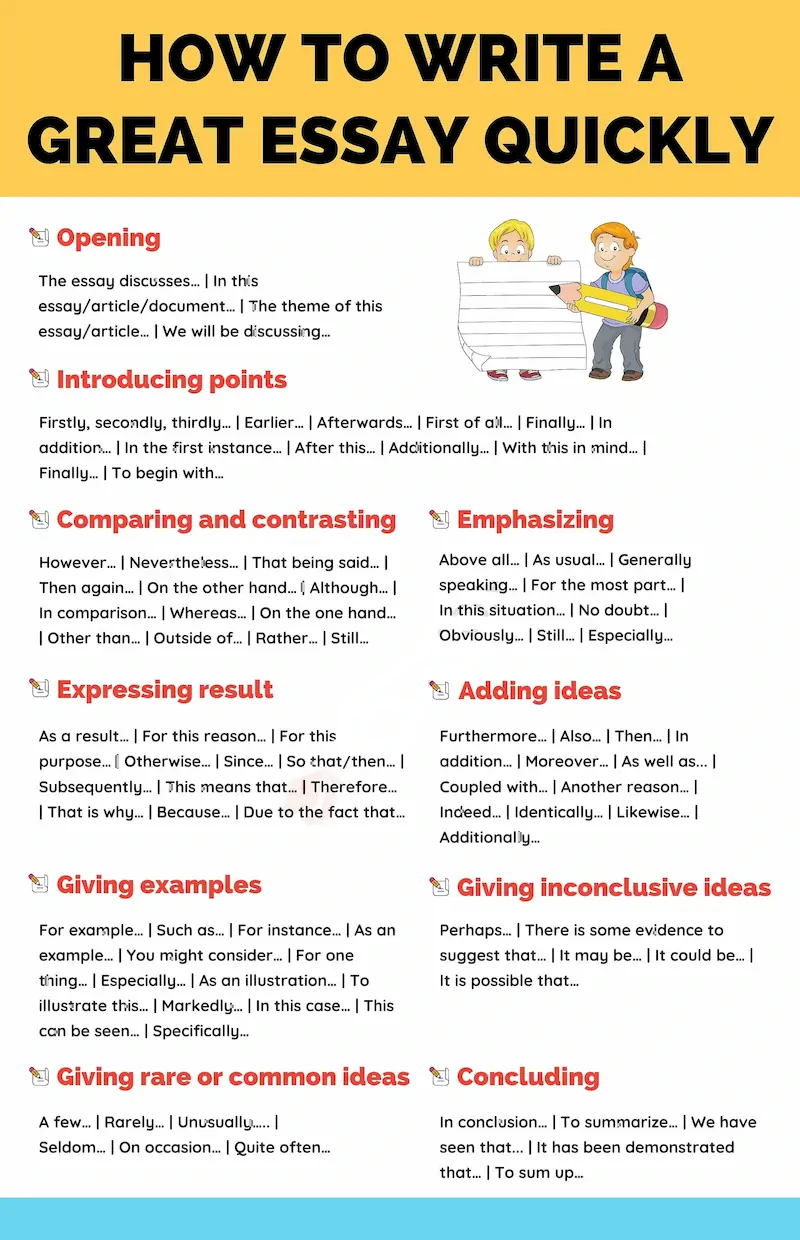 HOW TO WRITE A
GREAT ESSAY QUICKLY
Opening
The essay discusses... | In this
essay/article/document... | The theme of this
essay/article... | We will be discussing...
Introducing points
Firstly, secondly, thirdly... | Earlier... | Afterwards... | First of all... | Finally... | In
addition... | In the first instance... | After this... | Additionally... | With this in mind... |
Finally... | To begin with...
Comparing and contrasting
However... | Nevertheless... | That being said... |
Then again... | On the other hand... | Although... |
In comparison... | Whereas... | On the one hand...
| Other than... | Outside of... | Rather... | Still...
Emphasizing
Above all... | As usual... | Generally
speaking... | For the most part... |
In this situation... | No doubt... |
Obviously... | Still... | Especially...
Expressing result
As a result... | For this reason... | For this
purpose... | Otherwise... | Since... | So that/then... |
Subsequently... | This means that... | Therefore...
| That is why... | Because... | Due to the fact that...
Adding ideas
Furthermore... | Also... | Then... | In
addition... | Moreover... | As well as... |
Coupled with... | Another reason... |
Indeed... | Identically... | Likewise... |
Additionally...
Giving examples
For example... | Such as... | For instance... | As an
example... | You might consider... | For one
thing... | Especially... | As an illustration... | To
illustrate this... | Markedly... | In this case... | This
can be seen... | Specifically...
Giving inconclusive ideas
Perhaps... | There is some evidence to
suggest that... | It may be... | It could be... |
It is possible that...
Giving rare or common ideas
A few... | Rarely... | Unusually..... |
Seldom... | On occasion... | Quite often...
Concluding
In conclusion... | To summarize... | We have
seen that... | It has been demonstrated
that... | To sum up...